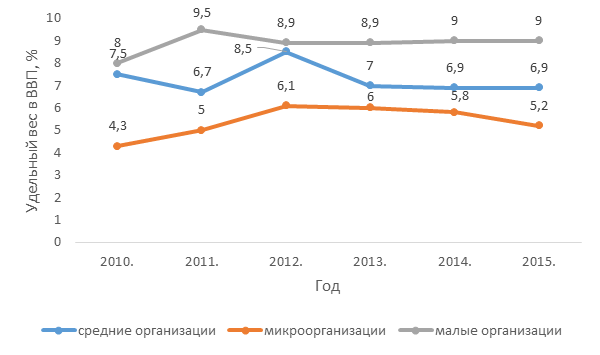 Удельный вес в ВВП, %
10
9
8
7
6
5
4
3
2
1
0
8 9,5 8,9 8,9 9 9
7,5 6,7 8,5 7 6,9 6,9
4,3 5 6,1 6 5,8 5,2
2010. 2011. 2012. 2013. 2014. 2015.
Год
средние организации микроорганизации малые организации